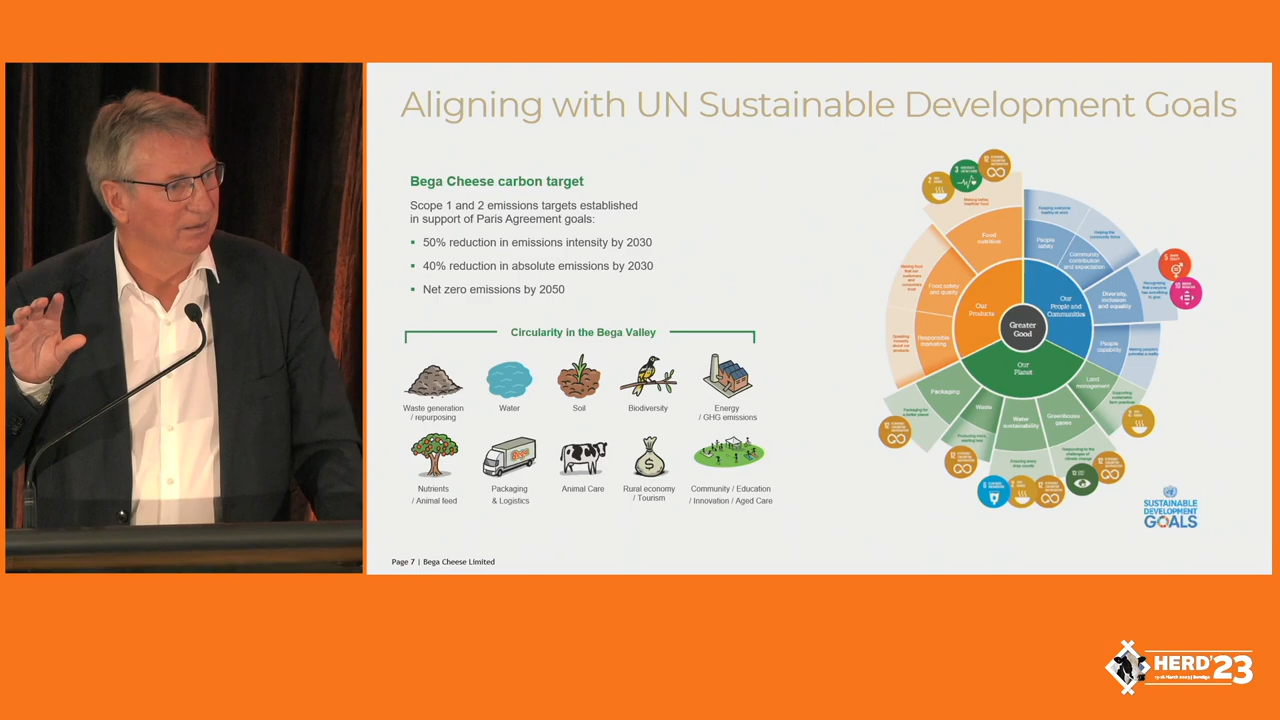 Aligning with UN Sustainable Development Goals
Bega Cheese carbon target
Scope 1 and 2 emissions targets established
in support of Paris Agreement goals:
50% reduction in emissions intensity by 2030
40% reduction in absolute emissions by 2030
Net zero emissions by 2050
Circularity in the Bega Valley
Waste generation
/ repurposing
Water
Soil
Biodiversity
Energy
/ GHG emissions
Bega
$
Nutrients
/ Animal feed
Packaging
& Logistics
Animal Care
Rural economy
/ Tourism
Community / Education
/ Innovation / Aged Care
Greater
Good
Our
Products
Our
People and
Communities
Our
Planet
Food
nutrition
Food safety
and quality
Responsible
marketing
People
safety
Community
contribution
and expectation
Diversity,
inclusion
and equality
People
capability
Land
management
Greenhouse
gases
Water
sustainability
Waste
Packaging
SUSTAINABLE
DEVELOPMENT
GOALS
Page 7 | Bega Cheese Limited
HERD'23